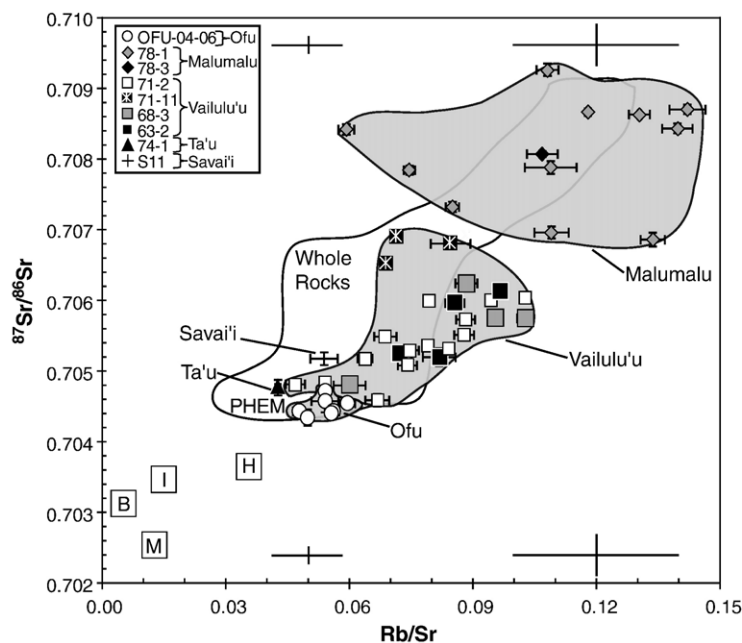 0.710
0.709
0.708
0.707
0.706
0.705
0.704
0.703
0.702
87Sr/86Sr
OFU-04-06 Ofu
78-1
78-3
Malumalu
71-2
71-11
68-3
63-2
Vailulu'u
74-1 Ta'u
S11 Savai'i
Whole
Rocks
Malumalu
Savai'i
Ta'u
PHEM
Vailulu'u
Ofu
H
I
B
M
0.00 0.03 0.06 0.09 0.12 0.15
Rb/Sr